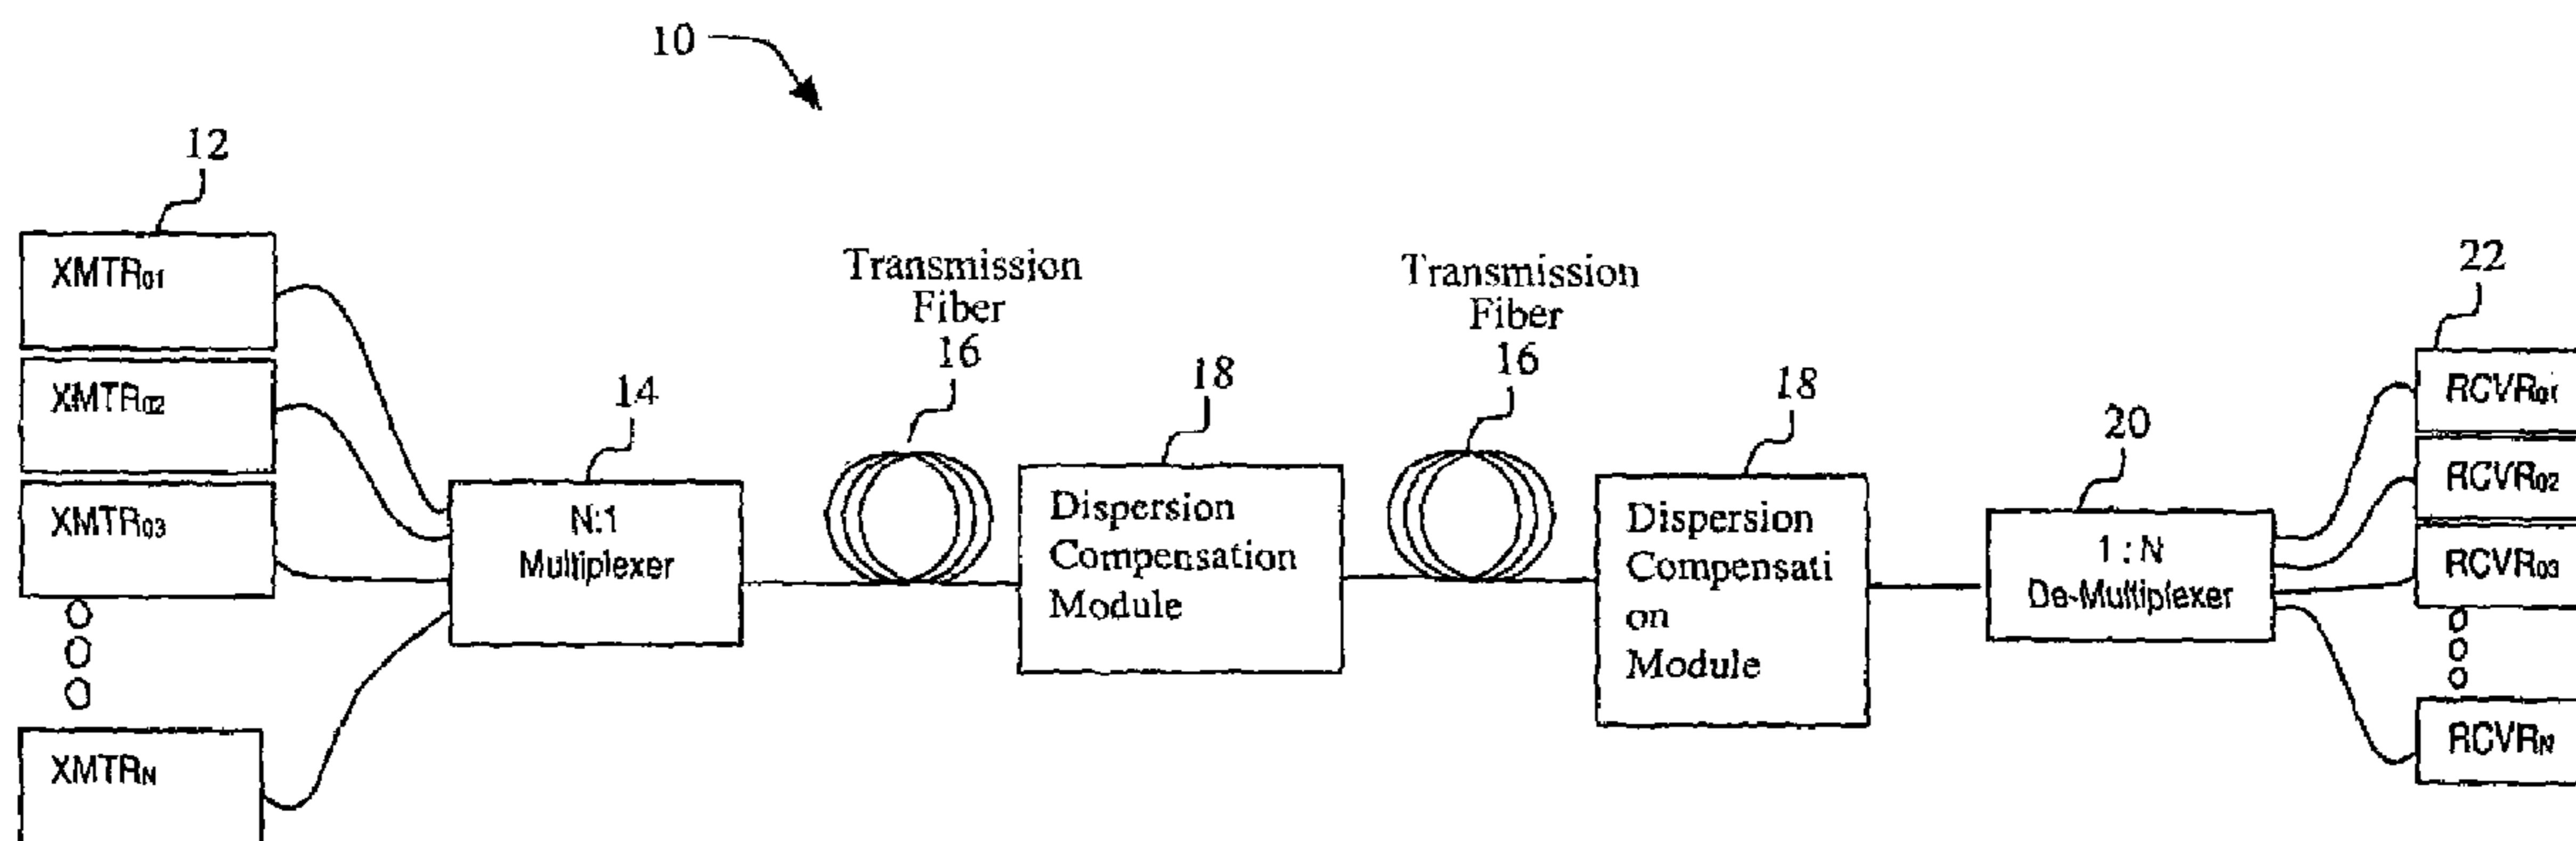 10
12
XMTR01
XMTR02
XMTR03
XMTRN
14
N:1
Multiplexer
Transmission
Fiber
16
18
Dispersion
Compensation
Module
Transmission
Fiber
16
18
Dispersion
Compensati
on
Module
20
1 : N
De-Multiplexer
22
RCVR01
RCVR02
RCVR03
RCVRN